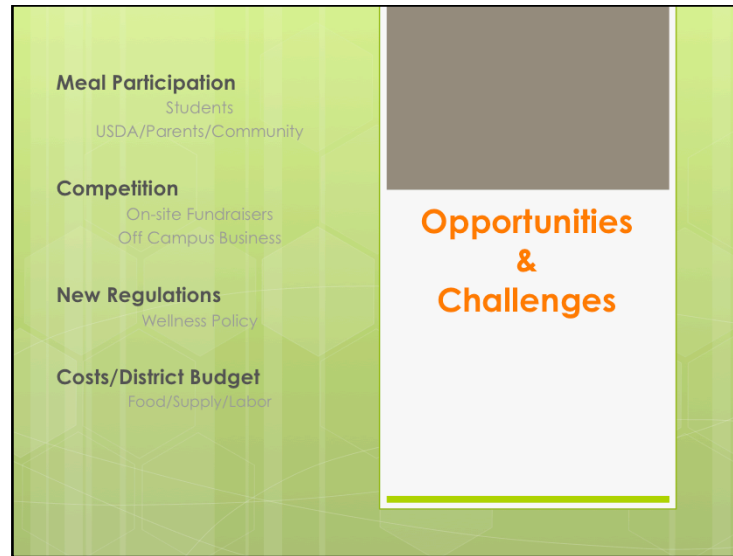 Meal Participation
Students
USDA/Parents/Community
Competition
On-site Fundraisers
Off Campus Business
New Regulations
Wellness Policy
Costs/District Budget
Food/Supply/Labor
Opportunities
&
Challenges